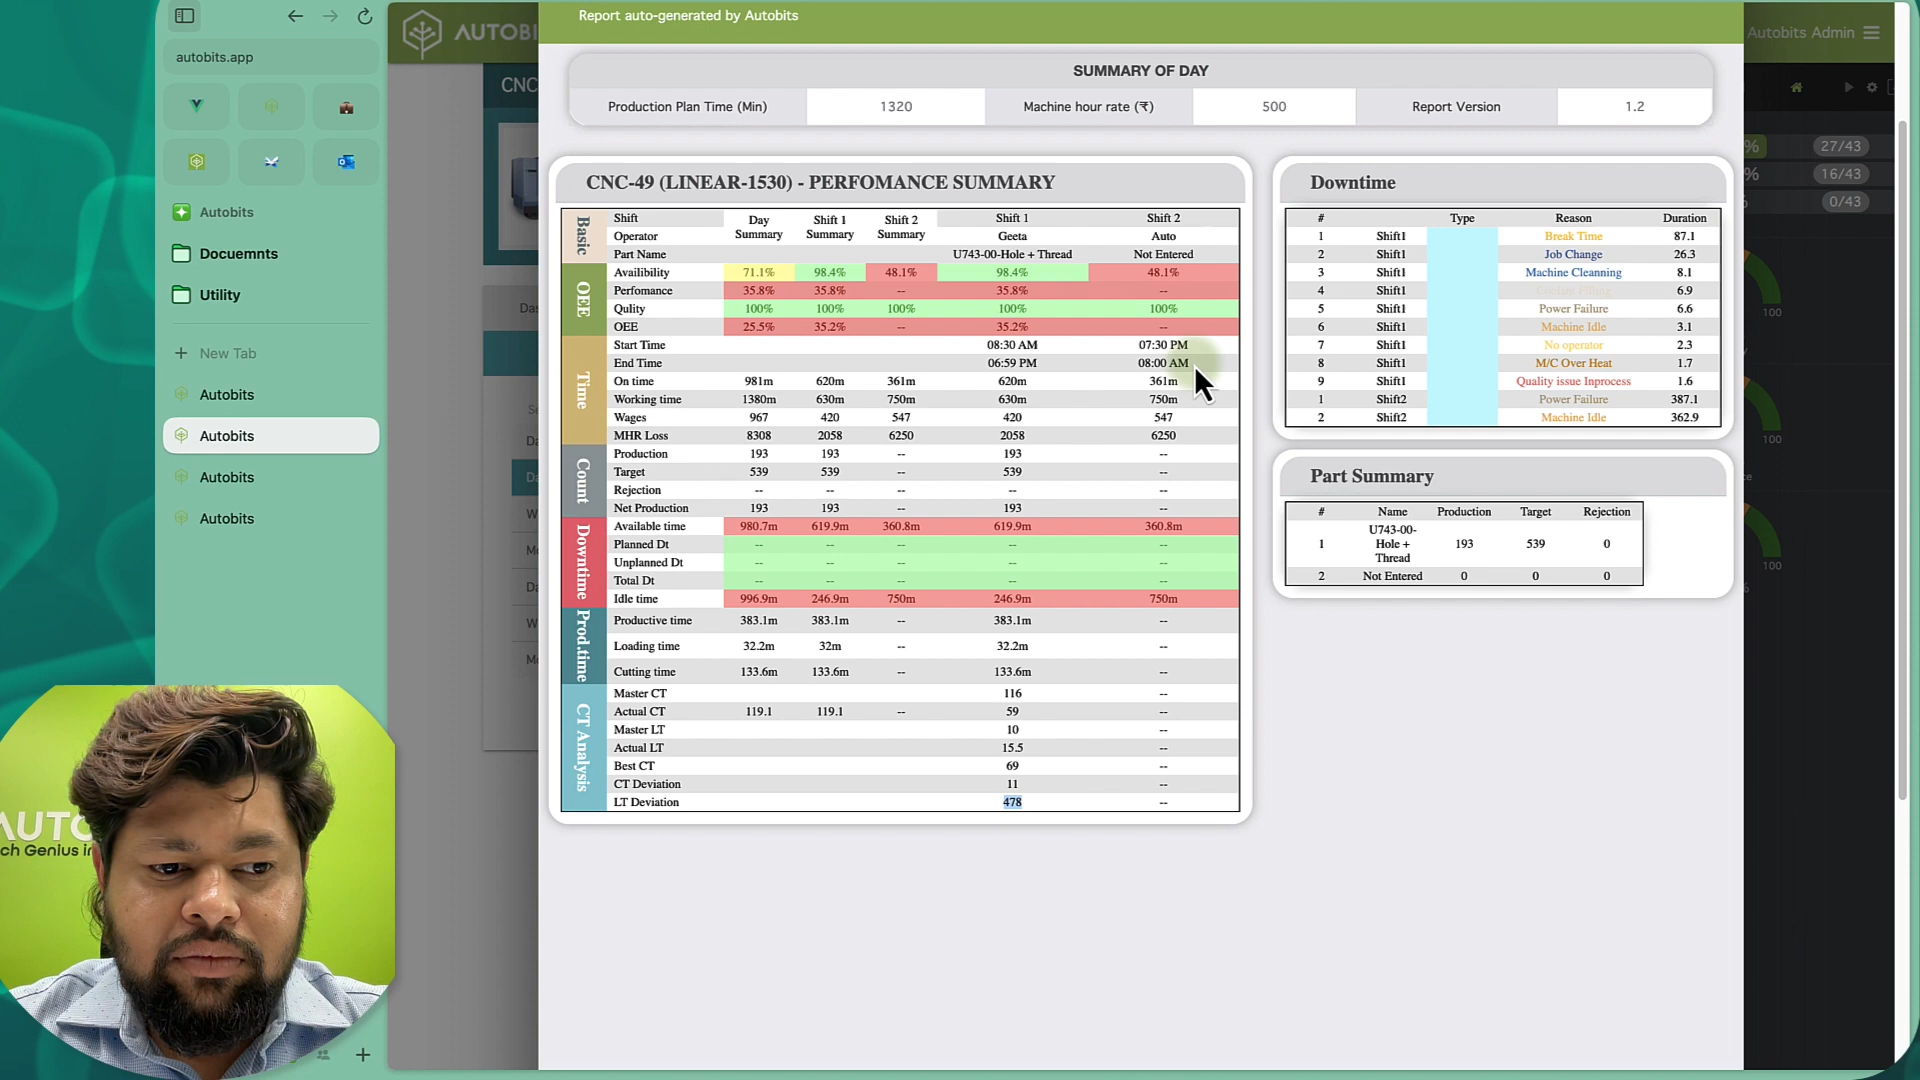 Report auto-generated by Autobits
autobits.app
AUTOBI
Autobits Admin
CNC
SUMMARY OF DAY
Production Plan Time (Min) 1320 Machine hour rate (₹) 500 Report Version 1.2
27/43
16/43
0/43
Autobits
Docuemnts
Utility
New Tab
Autobits
Autobits
Autobits
Autobits
CNC-49 (LINEAR-1530) - PERFOMANCE SUMMARY
Basic
Shift Day Summary Shift 1 Summary Shift 2 Summary Shift 1 Shift 2
Operator Geeta Auto
Part Name U743-00-Hole + Thread Not Entered
OEE
Availibility 71.1% 98.4% 48.1% 98.4% 48.1%
Perfomance 35.8% 35.8% -- 35.8% --
Qulity 100% 100% 100% 100% 100%
OEE 25.5% 35.2% -- 35.2% --
Time
Start Time 08:30 AM 07:30 PM
End Time 06:59 PM 08:00 AM
On time 981m 620m 361m 620m 361m
Working time 1380m 630m 750m 630m 750m
Wages 967 420 547 420 547
MHR Loss 8308 2058 6250 2058 6250
Count
Production 193 193 -- 193 --
Target 539 539 -- 539 --
Rejection -- -- -- -- --
Net Production 193 193 -- 193 --
Downtime
Available time 980.7m 619.9m 360.8m 619.9m 360.8m
Planned Dt -- -- -- -- --
Unplanned Dt -- -- -- -- --
Total Dt -- -- -- -- --
Idle time 996.9m 246.9m 750m 246.9m 750m
Prod.time
Productive time 383.1m 383.1m -- 383.1m --
Loading time 32.2m 32m -- 32.2m --
Cutting time 133.6m 133.6m -- 133.6m --
CT Analysis
Master CT 116 --
Actual CT 119.1 119.1 -- 59 --
Master LT 10 --
Actual LT 15.5 --
Best CT 69 --
CT Deviation 11 --
LT Deviation 478 --
Downtime
# Type Reason Duration
1 Shift1 Break Time 87.1
2 Shift1 Job Change 26.3
3 Shift1 Machine Cleanning 8.1
4 Shift1 Coolant Filling 6.9
5 Shift1 Power Failure 6.6
6 Shift1 Machine Idle 3.1
7 Shift1 No operator 2.3
8 Shift1 M/C Over Heat 1.7
9 Shift1 Quality issue Inprocess 1.6
1 Shift2 Power Failure 387.1
2 Shift2 Machine Idle 362.9
Part Summary
# Name Production Target Rejection
1 U743-00-Hole + Thread 193 539 0
2 Not Entered 0 0 0
100
100
100
AUTO
ch Genius in